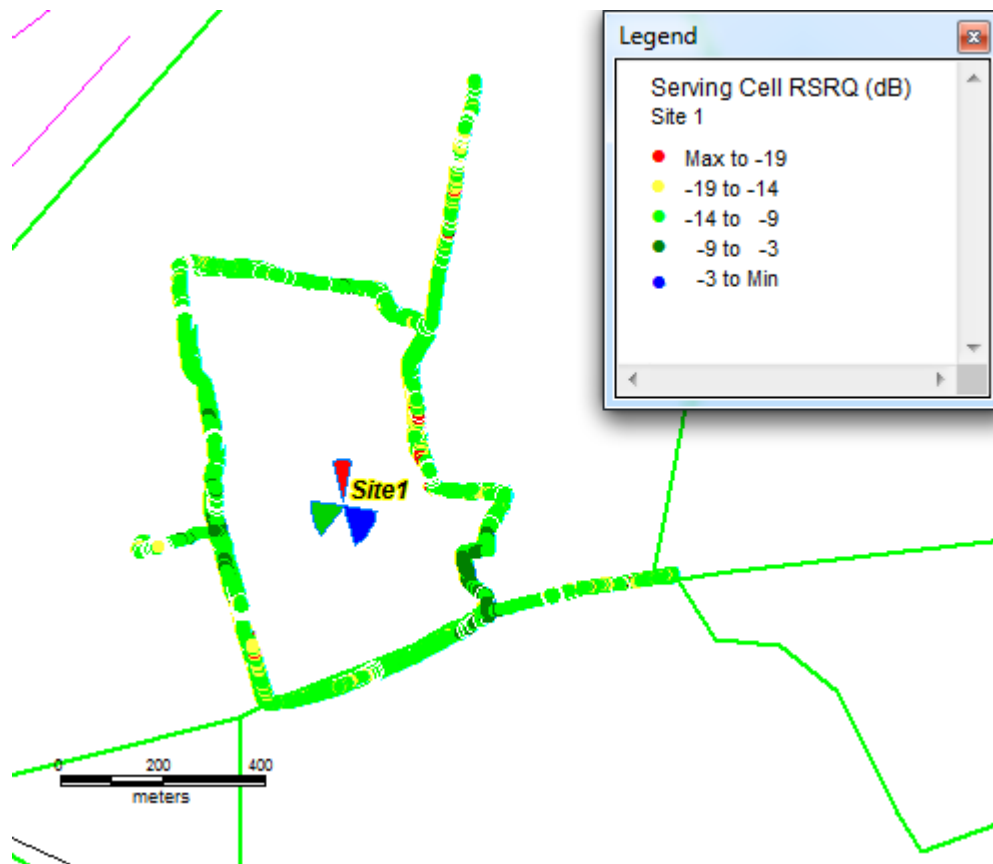 Legend
Serving Cell RSRQ (dB)
Site 1
Max to -19
-19 to -14
-14 to -9
-9 to -3
-3 to Min
Site1
0 200 400
meters